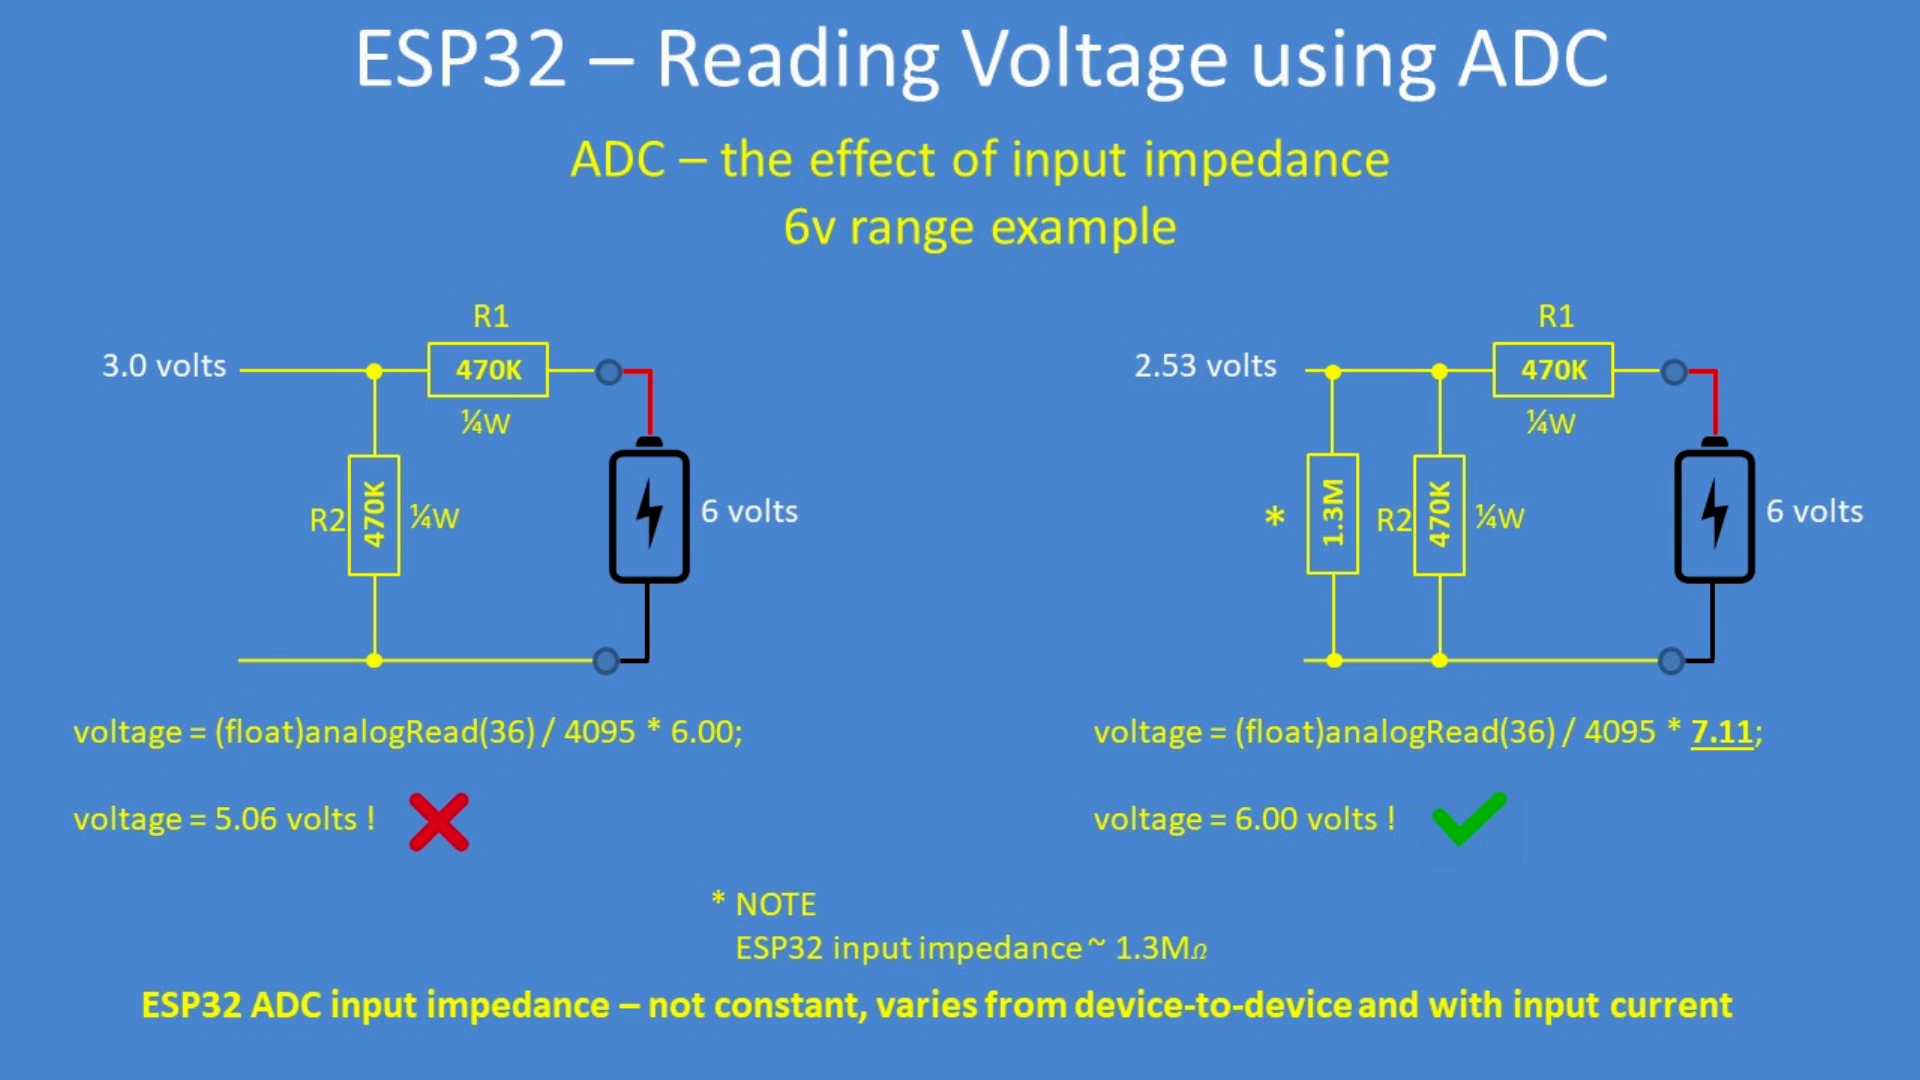 ESP32 – Reading Voltage using ADC
ADC – the effect of input impedance
6v range example
R1
3.0 volts
470K
¼W
R2
470K
¼W
6 volts
voltage = (float)analogRead(36) / 4095 * 6.00;
voltage = 5.06 volts !
R1
2.53 volts
470K
¼W
*
1.3M
R2
470K
¼W
6 volts
voltage = (float)analogRead(36) / 4095 * 7.11;
voltage = 6.00 volts !
* NOTE
ESP32 input impedance ~ 1.3MΩ
ESP32 ADC input impedance – not constant, varies from device-to-device and with input current